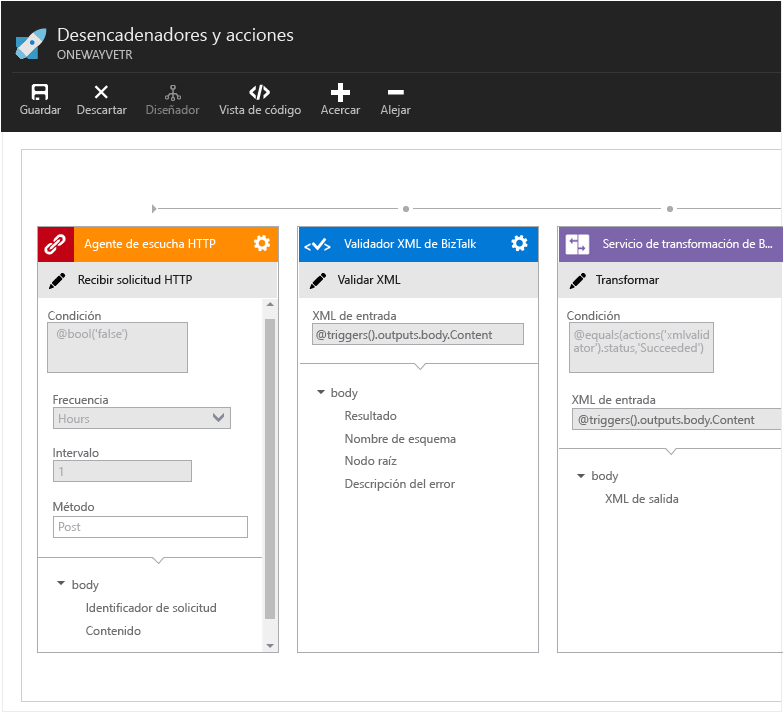 Desencadenadores y acciones
ONEWAYVETR
Guardar
Descartar
Diseñador
Vista de código
Acercar
Alejar
Agente de escucha HTTP
Recibir solicitud HTTP
Condición
@bool('false')
Frecuencia
Hours
Intervalo
1
Método
Post
body
Identificador de solicitud
Contenido
Validador XML de BizTalk
Validar XML
XML de entrada
@triggers().outputs.body.Content
body
Resultado
Nombre de esquema
Nodo raíz
Descripción del error
Servicio de transformación de B...
Transformar
Condición
@equals(actions('xmlvalid
ator').status,'Succeeded')
XML de entrada
@triggers().outputs.body.Content
body
XML de salida